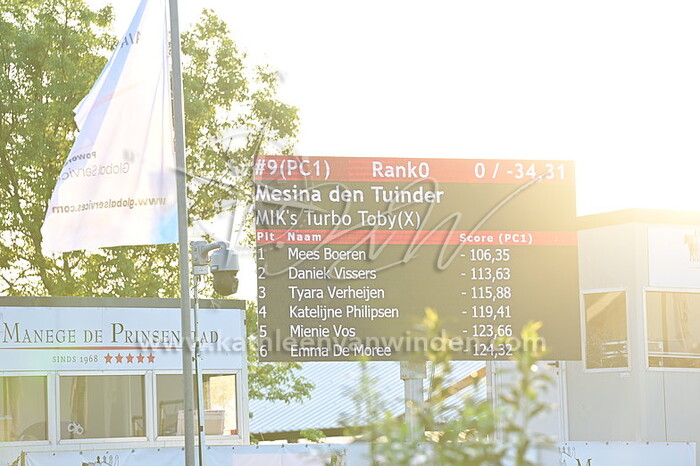 Powered
GlobalServices
www.
globalservices.com
#9(PC1) Rank0 0 / -34,31
Mesina den Tuinder
MIK's Turbo Toby(X)
Plt Naam Score (PC1)
1 Mees Boeren - 106,35
2 Daniek Vissers - 113,63
3 Tyara Verheijen - 115,88
4 Katelijne Philipsen - 119,41
5 Mienie Vos - 123,66
6 Emma De Moree - 124,32
MANEGE DE PRINSENSTAD
SINDS 1968
www.kathleenvanwinden.com